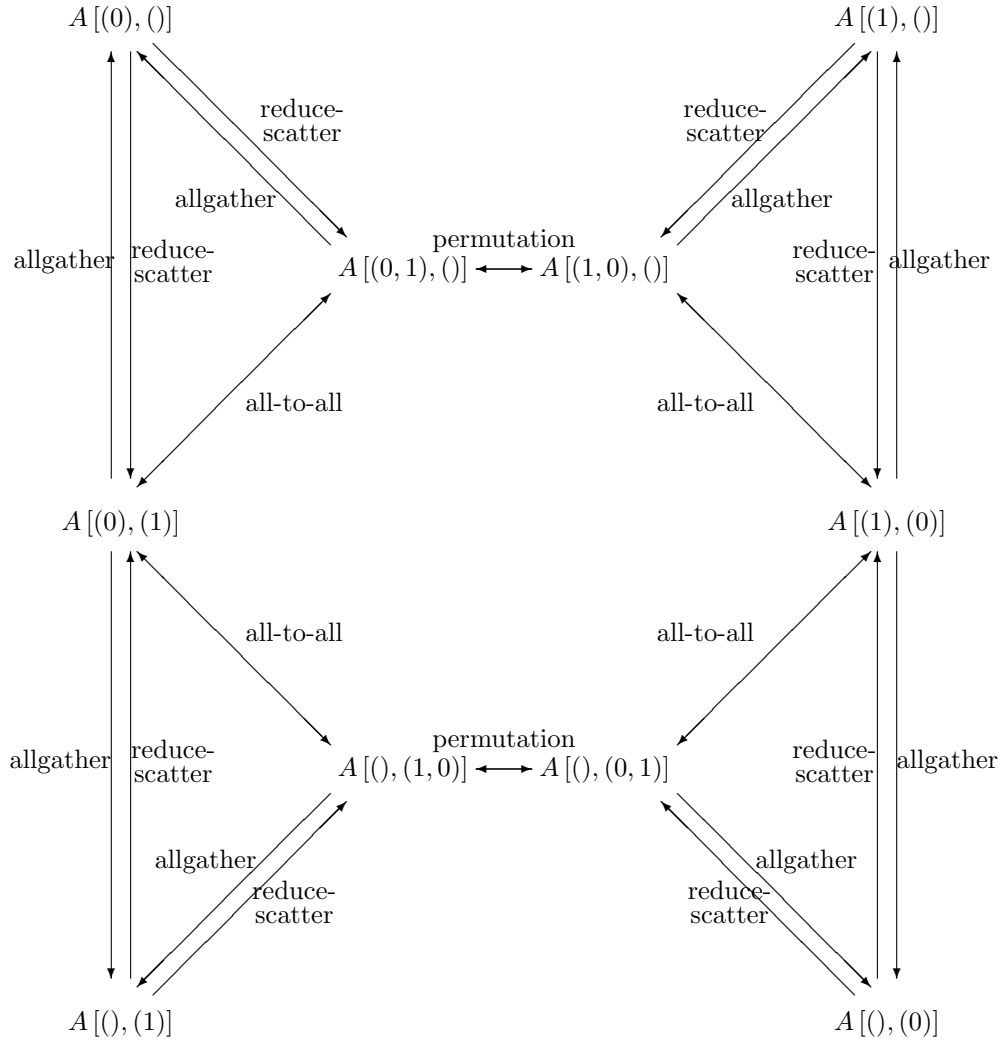 A [(0), ()]
A [(1), ()]
reduce-
scatter
reduce-
scatter
allgather
allgather
allgather
reduce-
scatter
permutation
A [(0, 1), ()]
A [(1, 0), ()]
reduce-
scatter
allgather
all-to-all
all-to-all
A [(0), (1)]
A [(1), (0)]
all-to-all
all-to-all
allgather
reduce-
scatter
permutation
A [(), (1, 0)]
A [(), (0, 1)]
reduce-
scatter
allgather
allgather
reduce-
scatter
allgather
reduce-
scatter
A [(), (1)]
A [(), (0)]